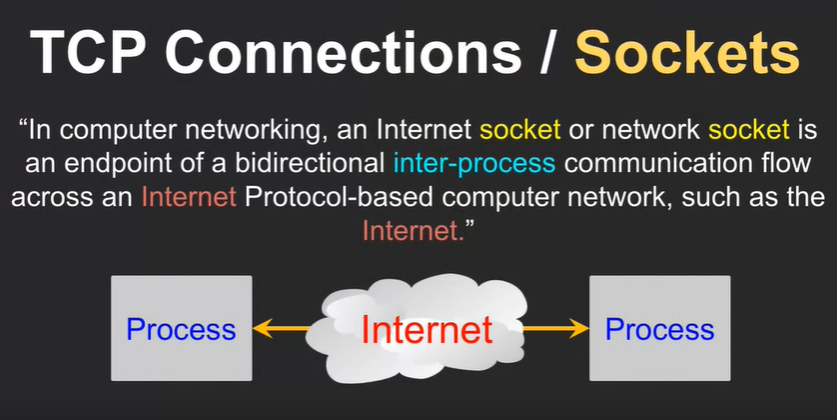 TCP Connections / Sockets
“In computer networking, an Internet socket or network socket is
an endpoint of a bidirectional inter-process communication flow
across an Internet Protocol-based computer network, such as the
Internet.”
Process
Internet
Process